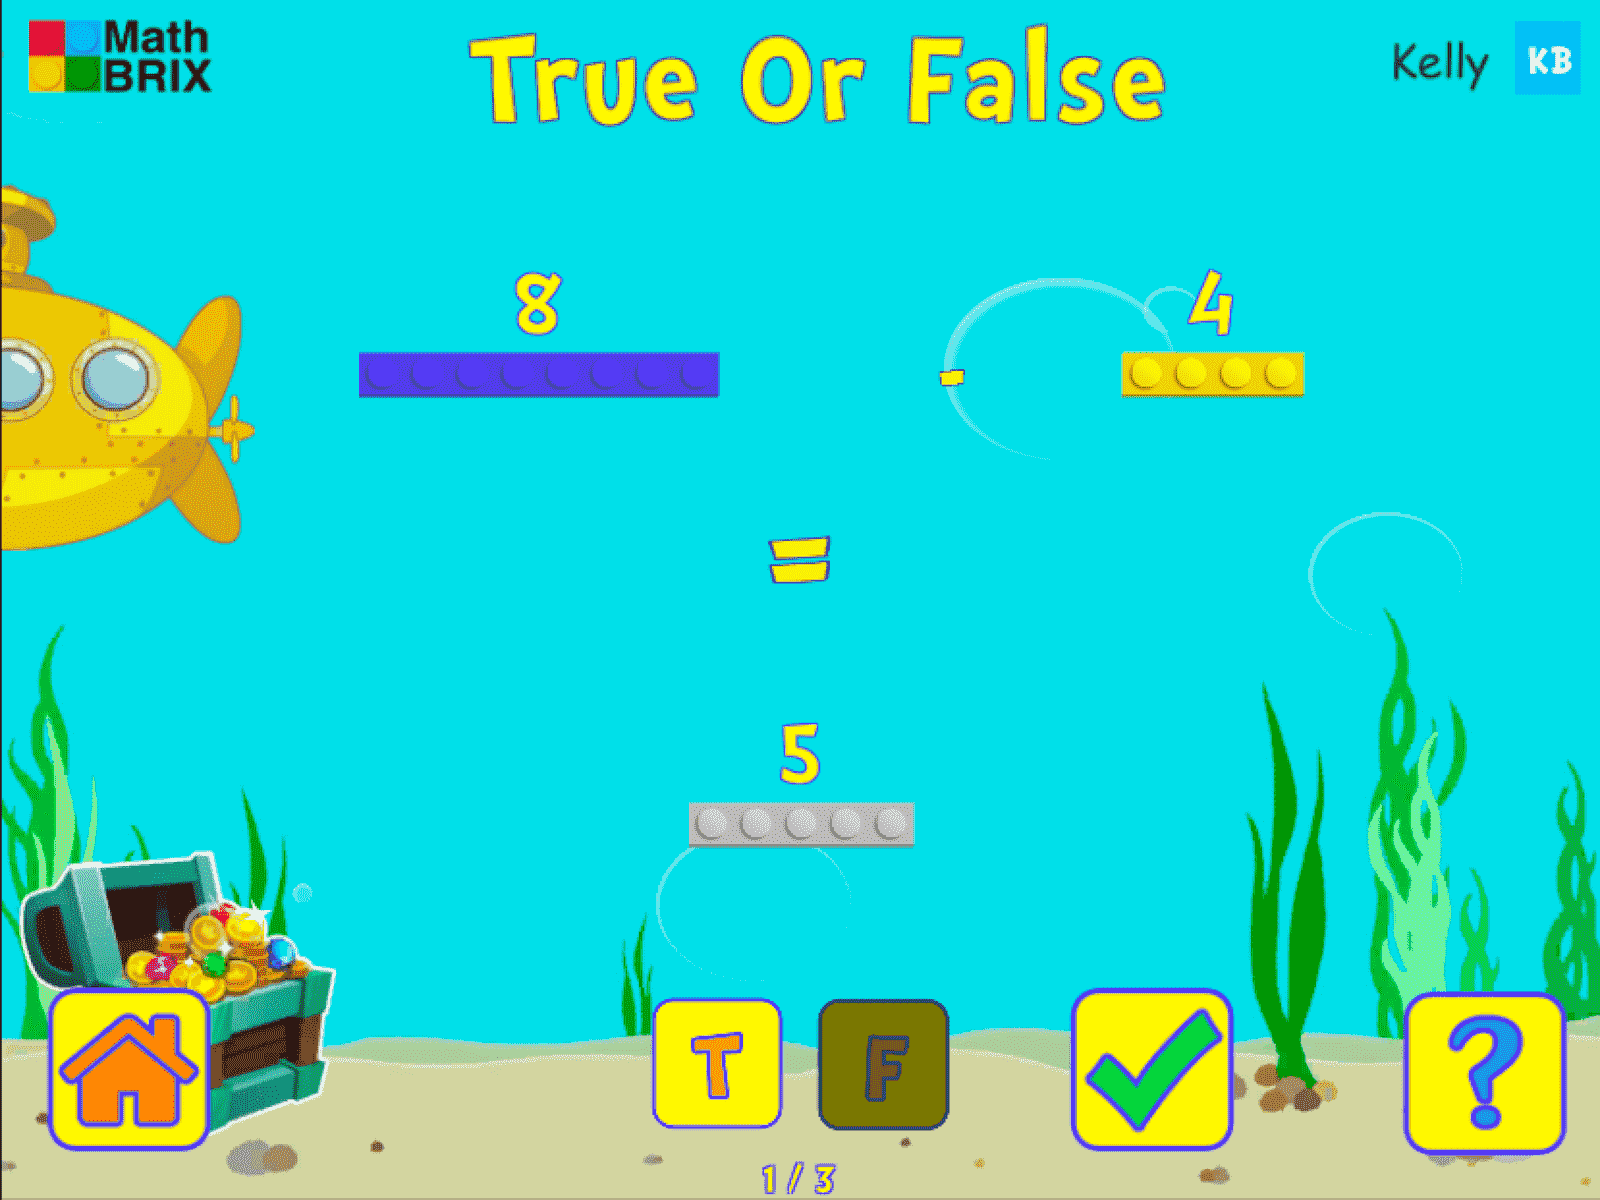 Math
BRIX
True Or False
Kelly KB
8 - 4
=
5
T F ?
1 / 3